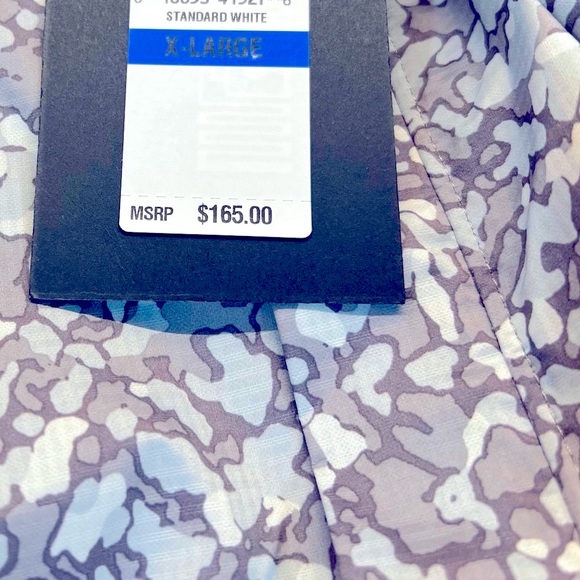 STANDARD WHITE
X-LARGE
MSRP $165.00